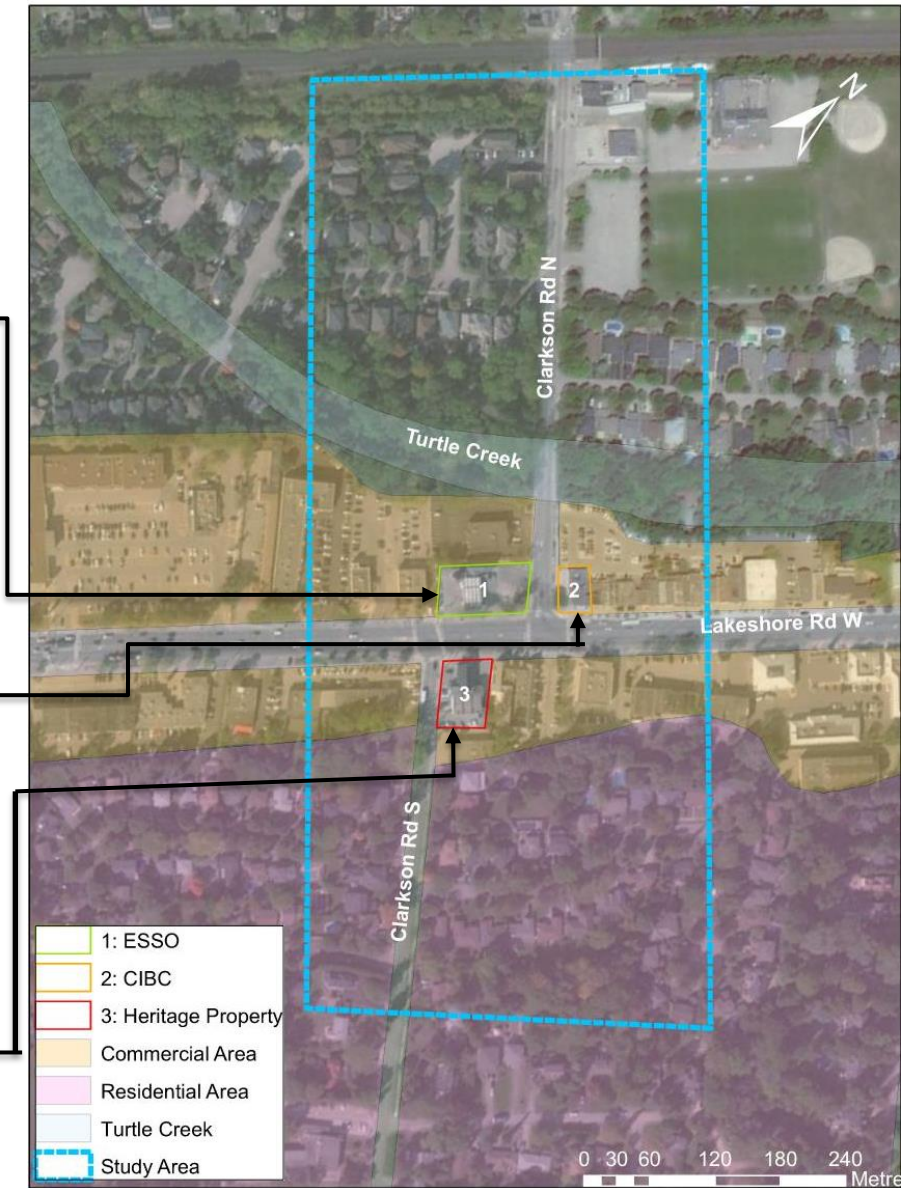 N
Clarkson Rd N
Turtle Creek
1
2
Lakeshore Rd W
3
Clarkson Rd S
1: ESSO
2: CIBC
3: Heritage Property
Commercial Area
Residential Area
Turtle Creek
Study Area
0 30 60 120 180 240
Metre